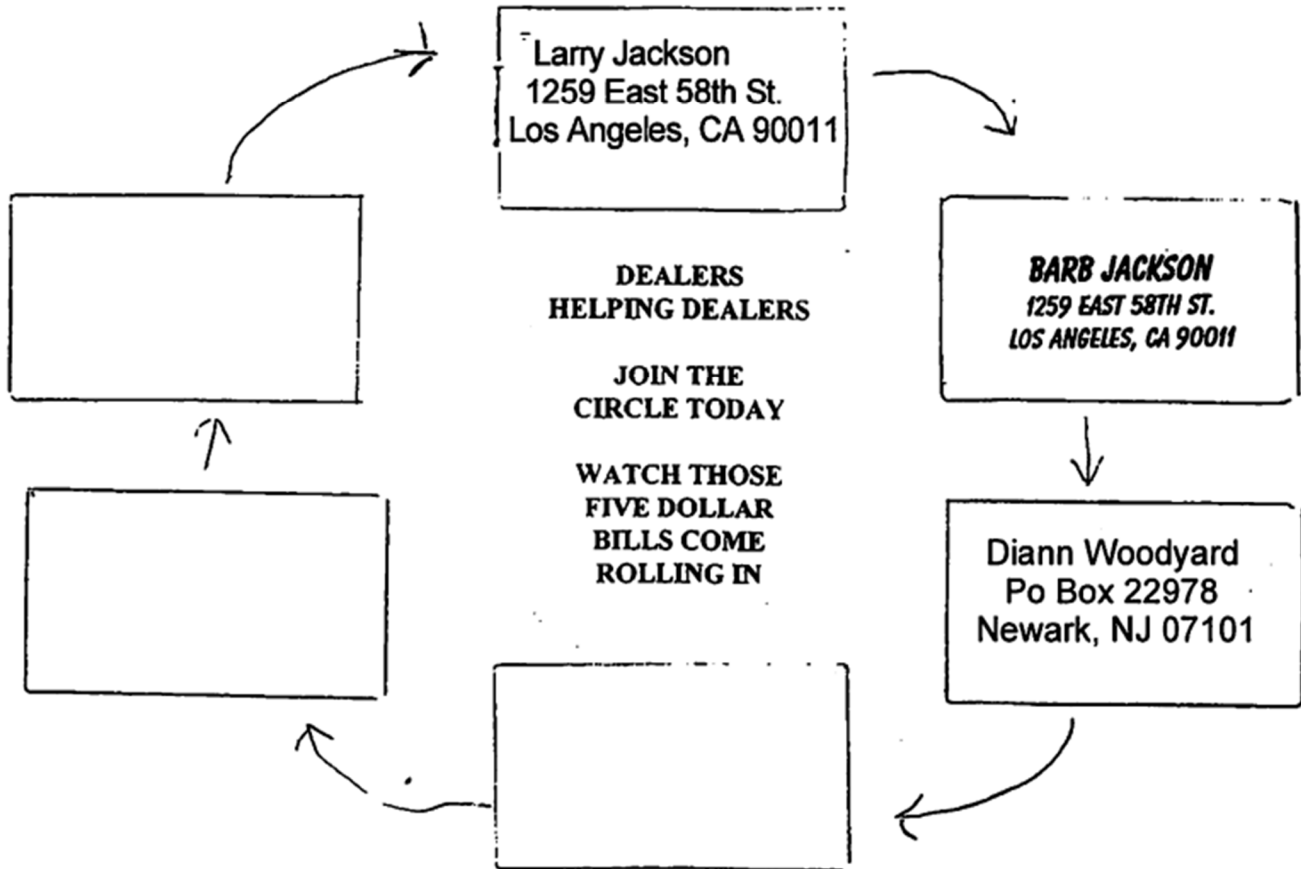 Larry Jackson
1259 East 58th St.
Los Angeles, CA 90011
BARB JACKSON
1259 EAST 58TH ST.
LOS ANGELES, CA 90011
DEALERS
HELPING DEALERS
JOIN THE
CIRCLE TODAY
WATCH THOSE
FIVE DOLLAR
BILLS COME
ROLLING IN
Diann Woodyard
Po Box 22978
Newark, NJ 07101